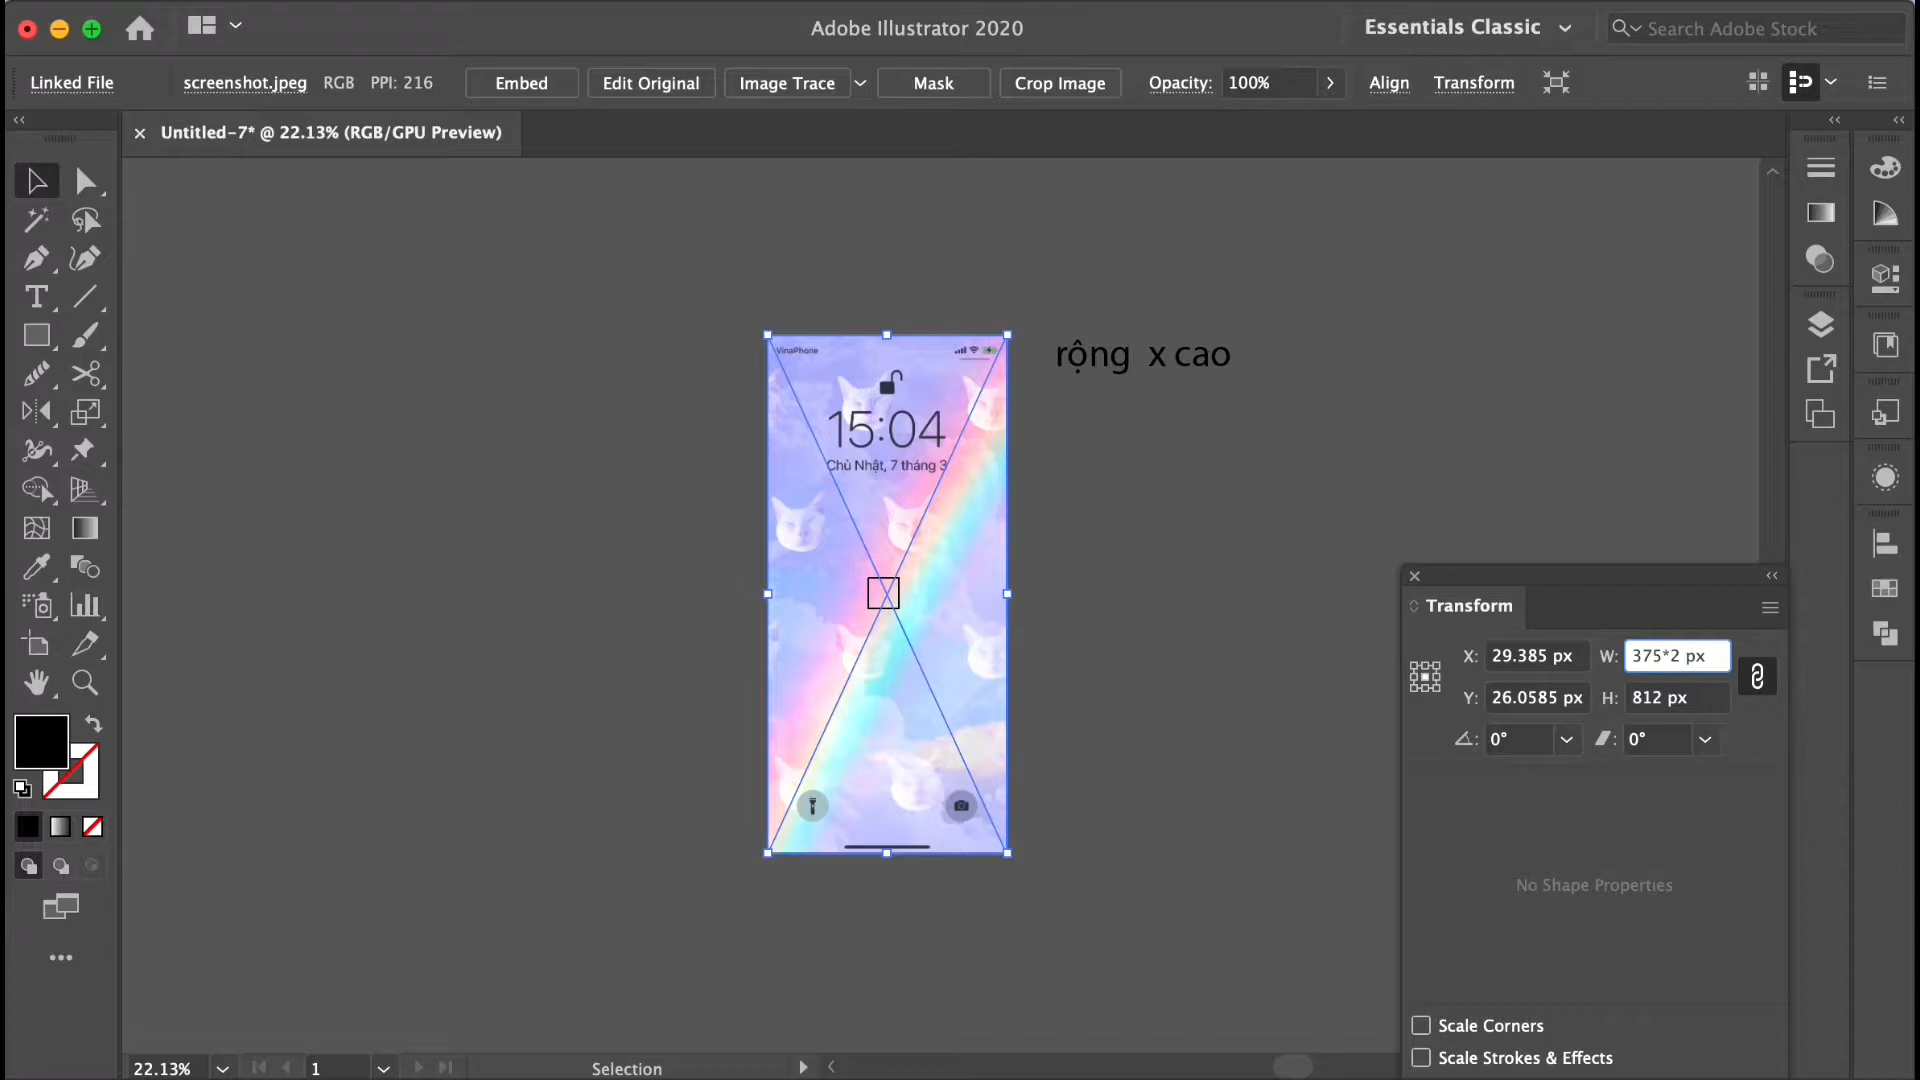 Adobe Illustrator 2020
Essentials Classic
Search Adobe Stock
Linked File
screenshot.jpeg
RGB
PPI: 216
Embed
Edit Original
Image Trace
Mask
Crop Image
Opacity:
100%
Align
Transform
Untitled-7* @ 22.13% (RGB/GPU Preview)
VinaPhone
rộng x cao
15:04
Chủ Nhật, 7 tháng 3
Transform
X: 29.385 px W: 375*2 px
Y: 26.0585 px H: 812 px
0° 0°
No Shape Properties
Scale Corners
Scale Strokes & Effects
22.13%
1
Selection